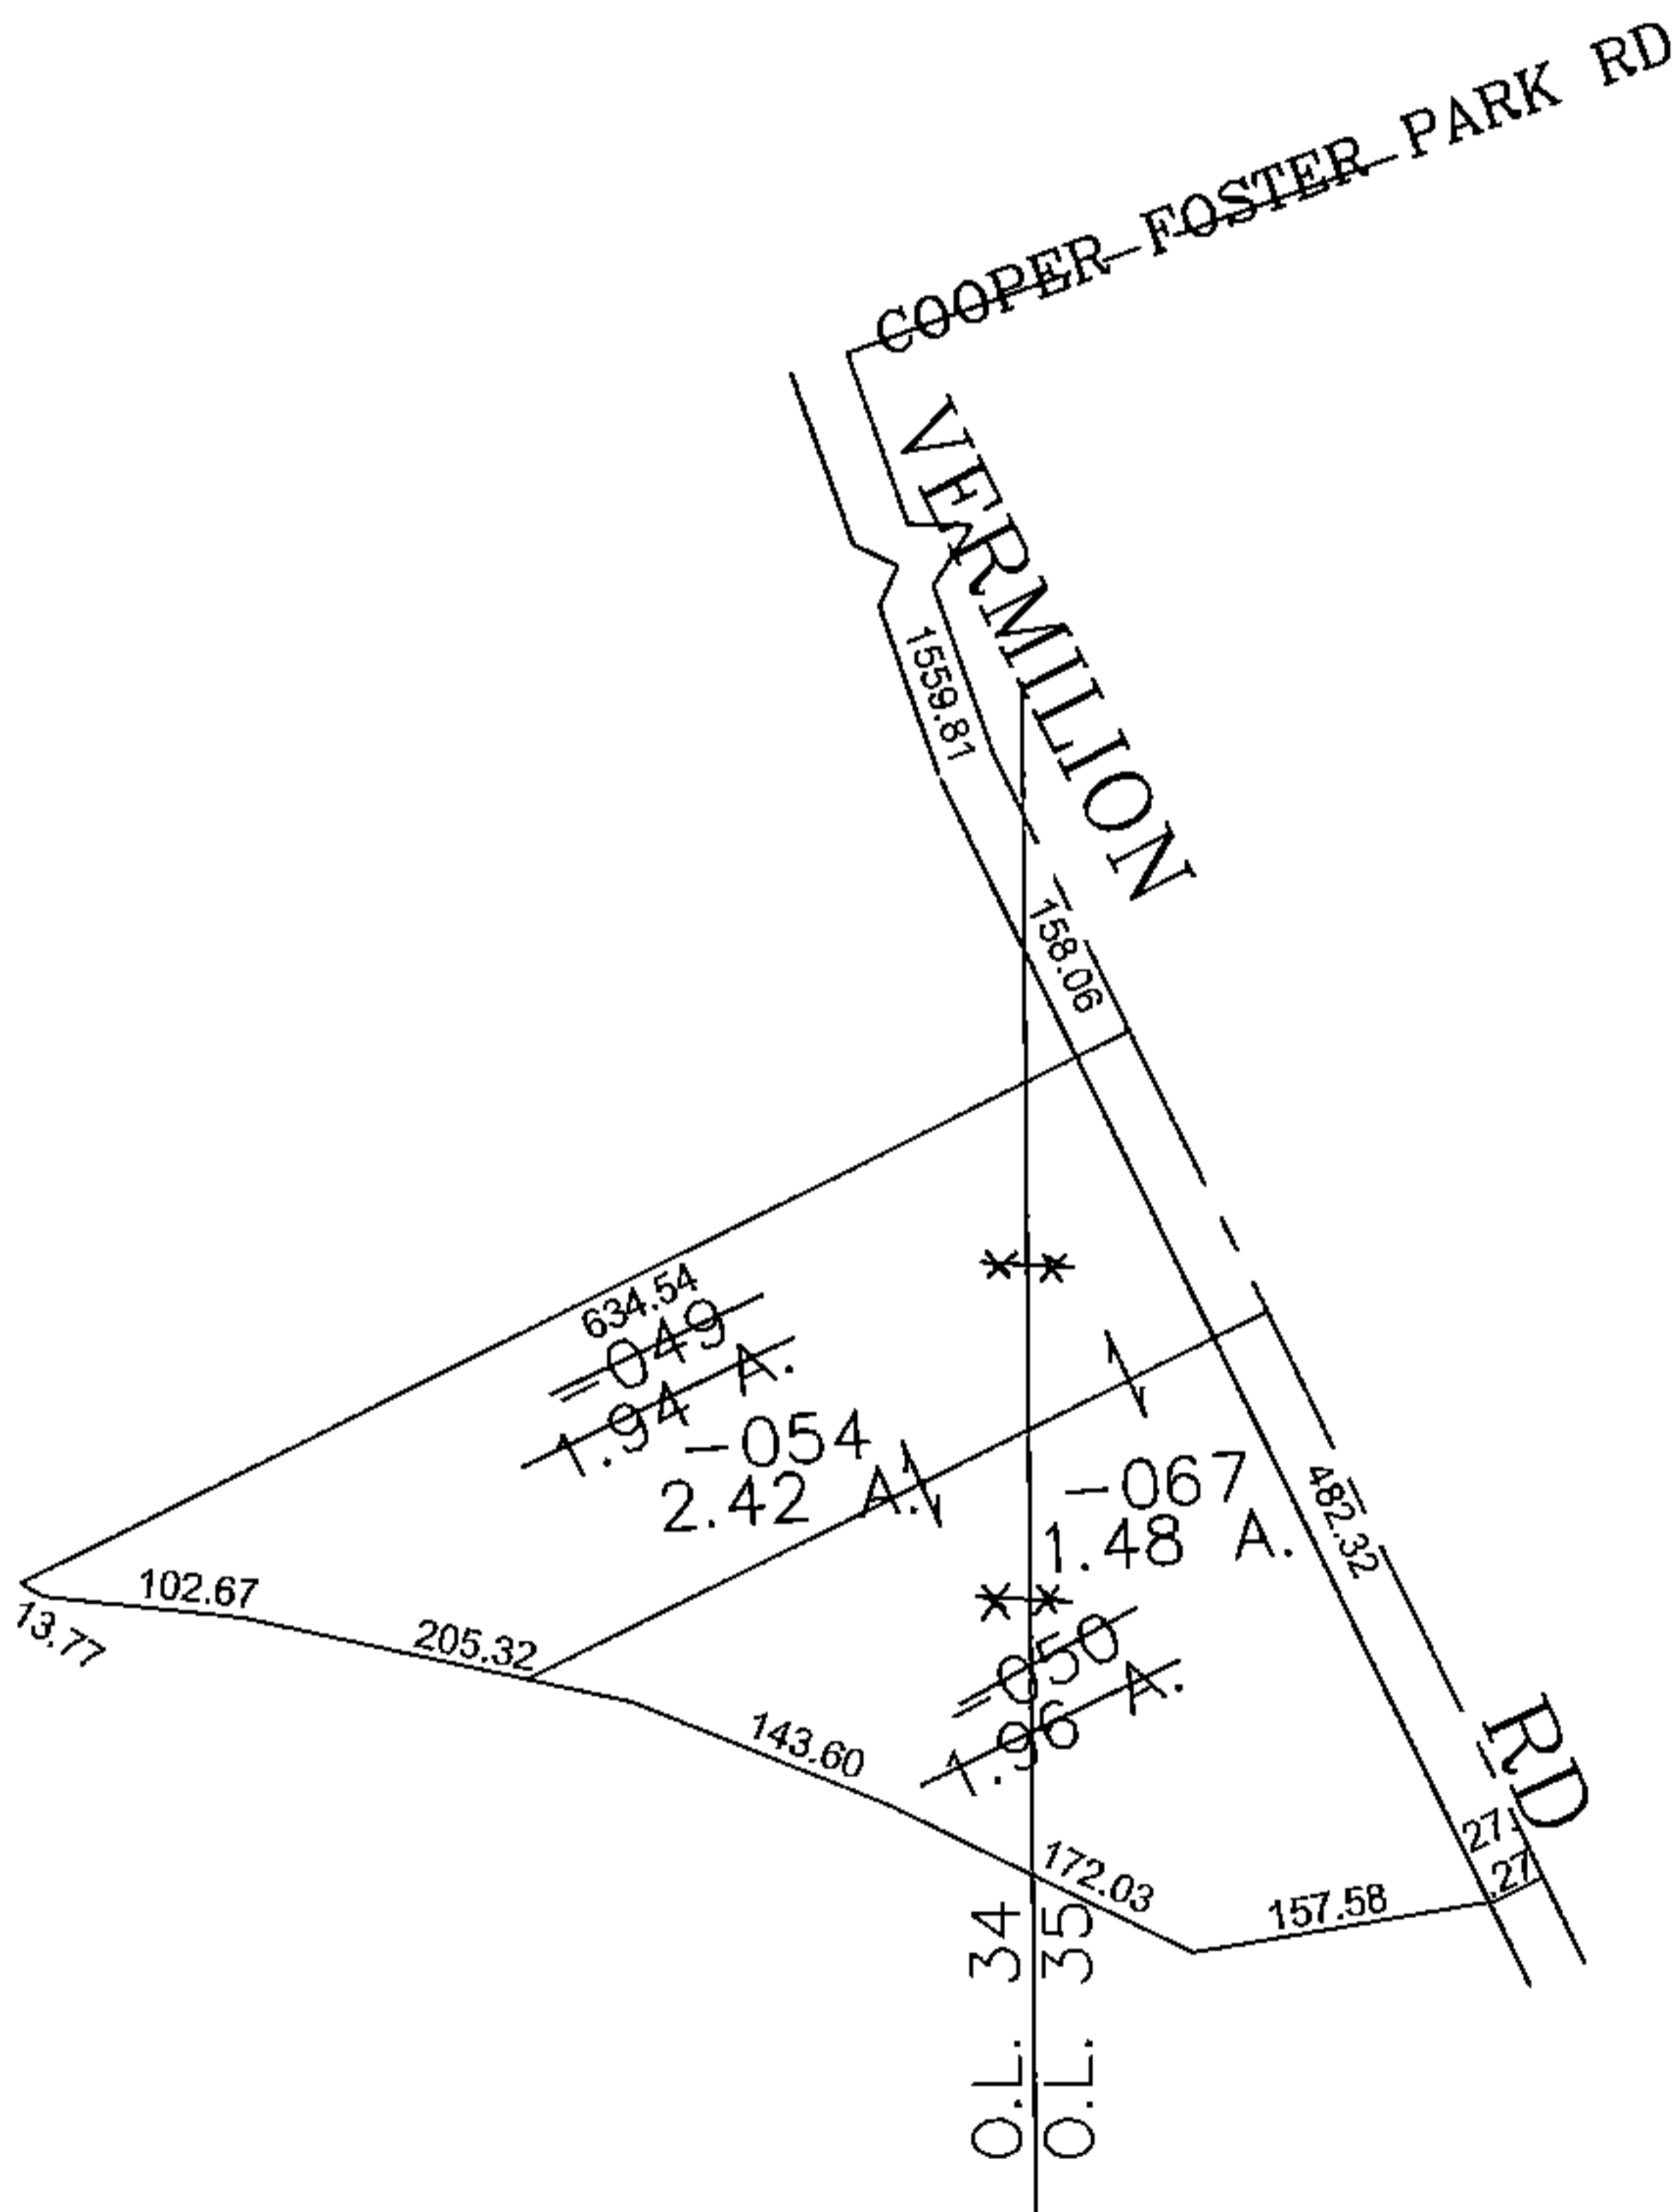 COOPER FOSTER PARK RD
VERMILION
1559.81
158.06
634.54
-049
1.94 A.
-054
2.42 A.
-067
1.48 A.
482.32
102.67
73.77
205.32
-050
1.96 A.
143.60
RD
27.
.27
172.03
157.58
O.L. 34
O.L. 35